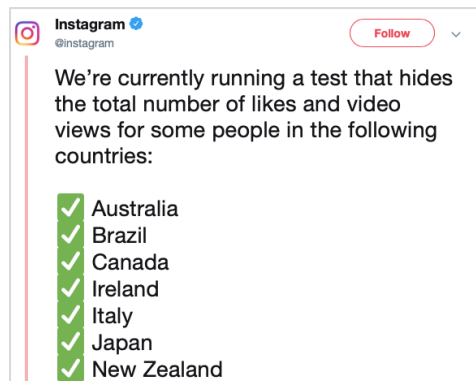 Instagram
@instagram
Follow
We’re currently running a test that hides
the total number of likes and video
views for some people in the following
countries:
✅ Australia
✅ Brazil
✅ Canada
✅ Ireland
✅ Italy
✅ Japan
✅ New Zealand